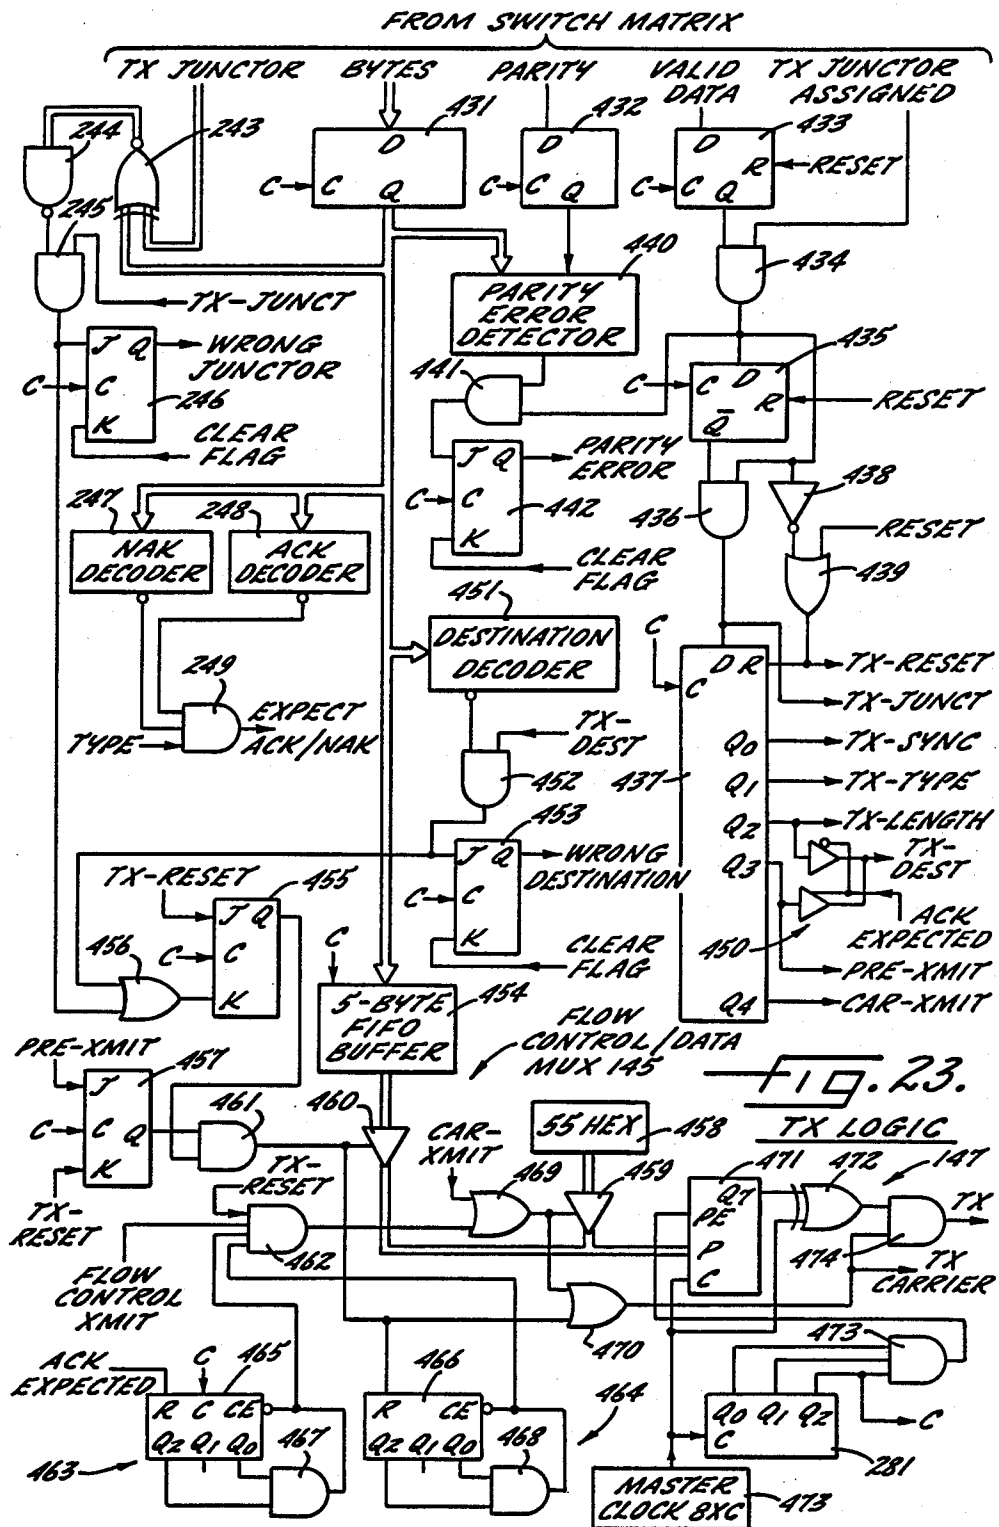 FROM SWITCH MATRIX
TX JUNCTOR
BYTES
PARITY
VALID DATA
TX JUNCTOR ASSIGNED
244
243
431
D
C
C
Q
432
D
C
C
Q
433
D
R
RESET
C
C
Q
245
434
TX-JUNCT
440
PARITY
ERROR
DETECTOR
J
Q
WRONG
JUNCTOR
C
C
246
K
CLEAR
FLAG
441
435
C
C
D
R
RESET
Q̄
J
Q
PARITY
ERROR
C
C
442
K
CLEAR
FLAG
436
438
RESET
439
247
NAK
DECODER
248
ACK
DECODER
451
DESTINATION
DECODER
C
D
R
TX-RESET
C
TX-JUNCT
249
EXPECT
ACK/NAK
TYPE
TX-
DEST
452
437
Q0
TX-SYNC
Q1
TX-TYPE
Q2
TX-LENGTH
Q3
TX-
DEST
453
J
Q
WRONG
DESTINATION
C
C
K
CLEAR
FLAG
ACK
EXPECTED
450
PRE-XMIT
Q4
CAR-XMIT
TX-RESET
455
J
Q
C
C
K
456
C
5-BYTE
FIFO
BUFFER
454
FLOW
CONTROL/DATA
MUX 145
PRE-XMIT
457
J
C
C
Q
K
TX-
RESET
461
460
CAR-
XMIT
55 HEX
458
Fig. 23.
TX LOGIC
TX-
RESET
469
459
471
Q7
PE
P
C
472
147
TX
474
TX
CARRIER
462
FLOW
CONTROL
XMIT
470
473
ACK
EXPECTED
C
465
R
C
CE
Q2
Q1
Q0
467
463
466
R
CE
Q2
Q1
Q0
468
464
Q0
Q1
Q2
C
C
281
MASTER
CLOCK 8XC
473